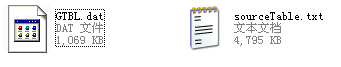 GTBL.dat
DAT 文件
1,069 KB
sourceTable.txt
文本文档
4,795 KB